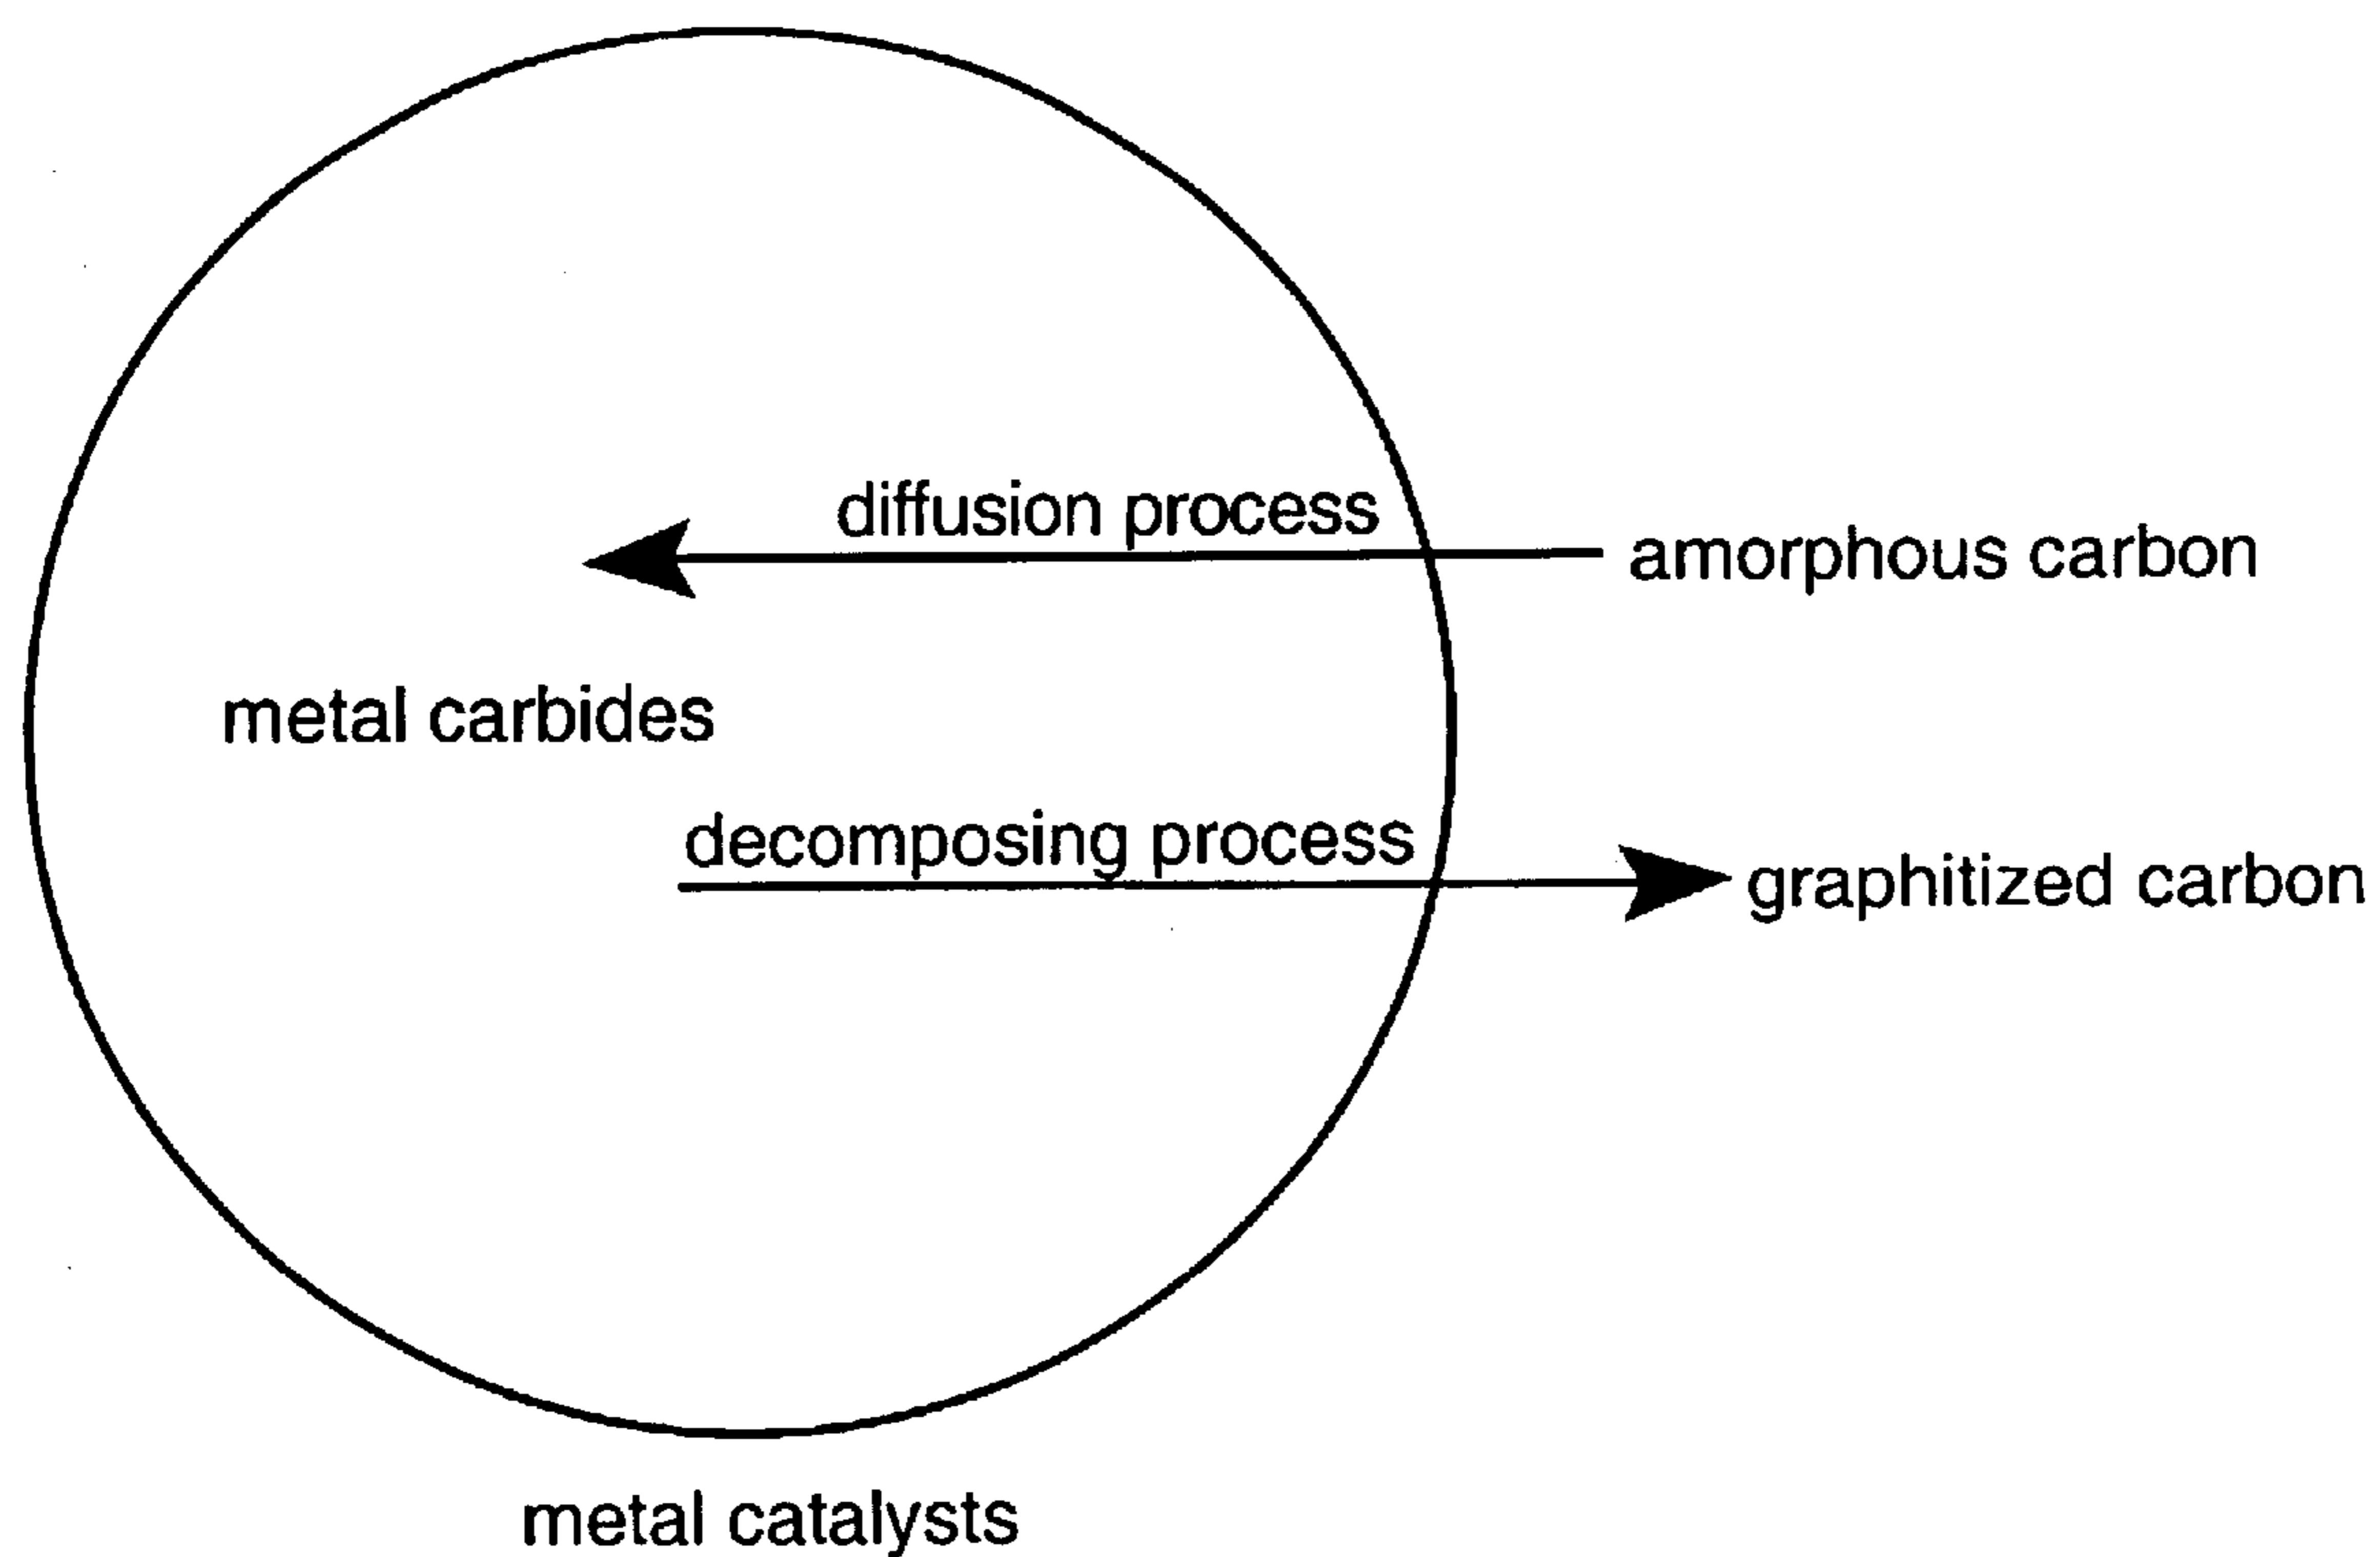 diffusion process
amorphous carbon
metal carbides
decomposing process
graphitized carbon
metal catalysts